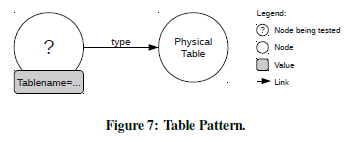 ?
Tablename=...
type
Physical
Table
Legend:
? Node being tested
Node
Value
Link
Figure 7: Table Pattern.